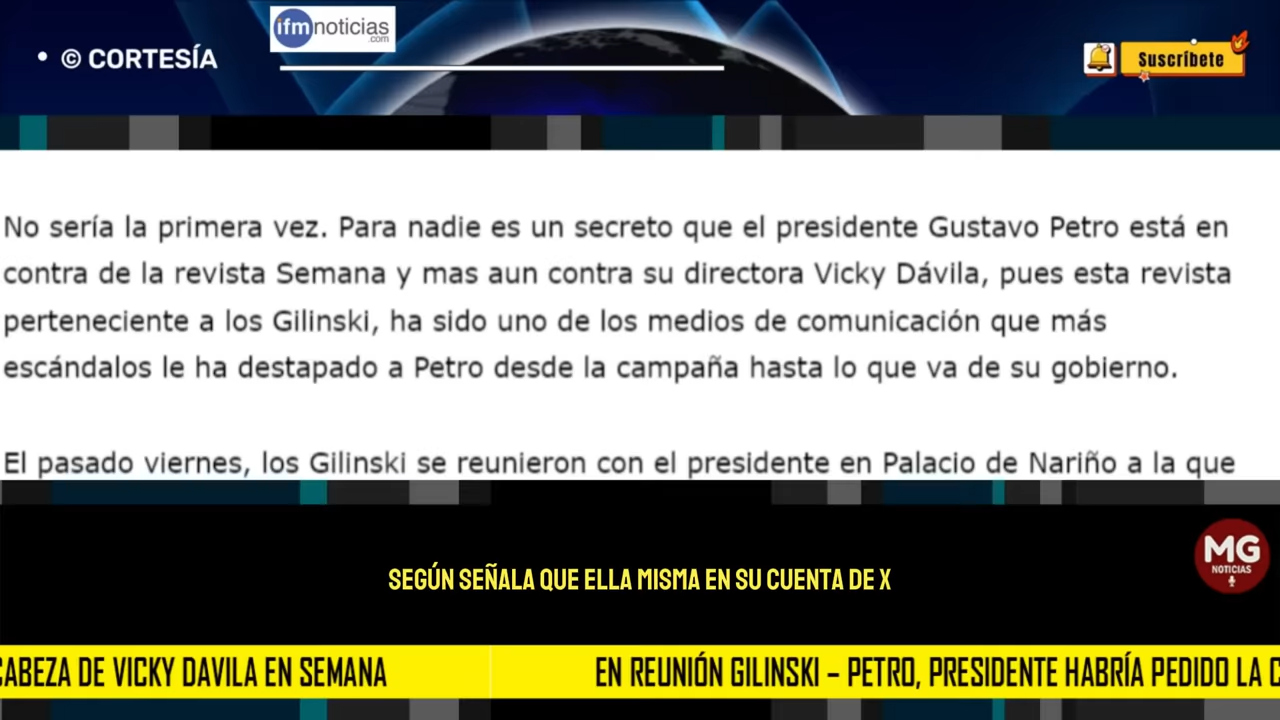 ifmnoticias
.com
• © CORTESÍA
Suscríbete
No sería la primera vez. Para nadie es un secreto que el presidente Gustavo Petro está en
contra de la revista Semana y mas aun contra su directora Vicky Dávila, pues esta revista
perteneciente a los Gilinski, ha sido uno de los medios de comunicación que más
escándalos le ha destapado a Petro desde la campaña hasta lo que va de su gobierno.
El pasado viernes, los Gilinski se reunieron con el presidente en Palacio de Nariño a la que
MG
NOTICIAS
SEGÚN SEÑALA QUE ELLA MISMA EN SU CUENTA DE X
CABEZA DE VICKY DAVILA EN SEMANA EN REUNIÓN GILINSKI - PETRO, PRESIDENTE HABRÍA PEDIDO LA C